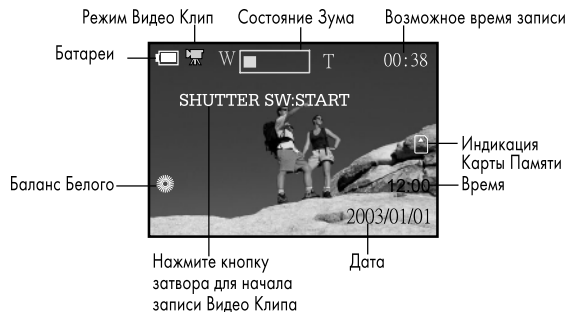 Режим Видео Клип
Состояние Зума
Возможное время записи
Батареи
W
T
00:38
SHUTTER SW:START
Индикация
Карты Памяти
Баланс Белого
12:00
Время
2003/01/01
Нажмите кнопку
затвора для начала
записи Видео Клипа
Дата